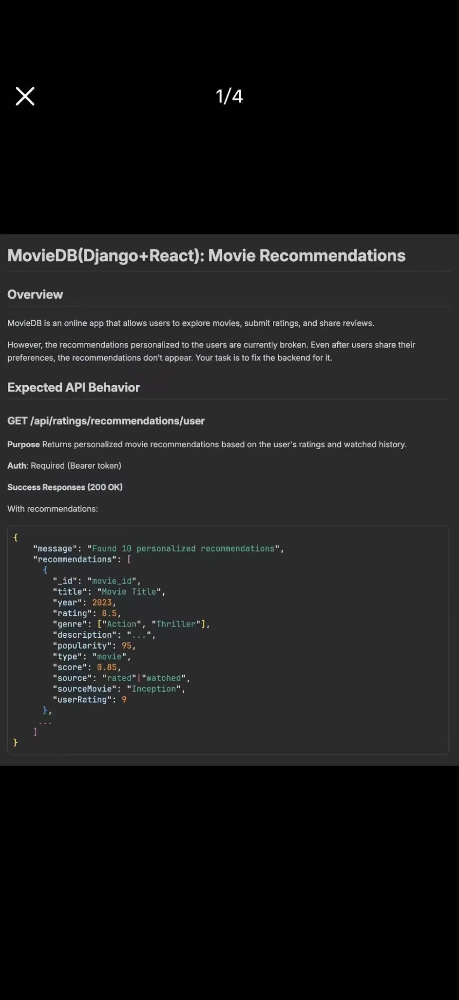 1/4
MovieDB(Django+React): Movie Recommendations
Overview
MovieDB is an online app that allows users to explore movies, submit ratings, and share reviews.
However, the recommendations personalized to the users are currently broken. Even after users share their
preferences, the recommendations don’t appear. Your task is to fix the backend for it.
Expected API Behavior
GET /api/ratings/recommendations/user
Purpose Returns personalized movie recommendations based on the user's ratings and watched history.
Auth: Required (Bearer token)
Success Responses (200 OK)
With recommendations:
{
    "message": "Found 10 personalized recommendations",
    "recommendations": [
      {
        "_id": "movie_id",
        "title": "Movie Title",
        "year": 2023,
        "rating": 8.5,
        "genre": ["Action", "Thriller"],
        "description": "...",
        "popularity": 95,
        "type": "movie",
        "score": 0.85,
        "source": "rated"|"watched",
        "sourceMovie": "Inception",
        "userRating": 9
      },
     ...
    ]
}